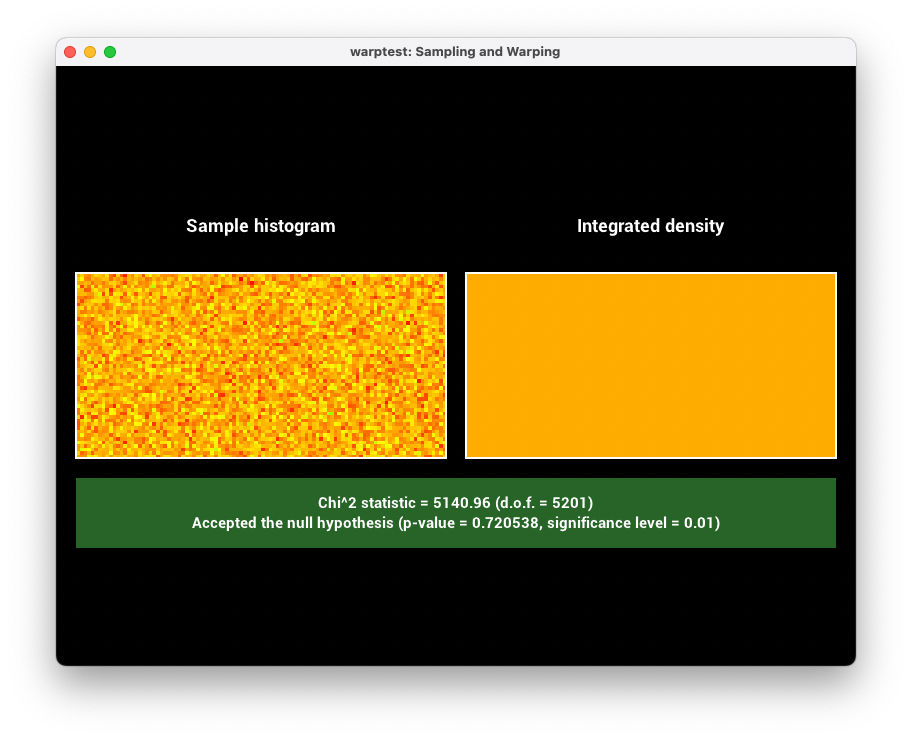 warptest: Sampling and Warping
Sample histogram
Integrated density
Chi^2 statistic = 5140.96 (d.o.f. = 5201)
Accepted the null hypothesis (p-value = 0.720538, significance level = 0.01)